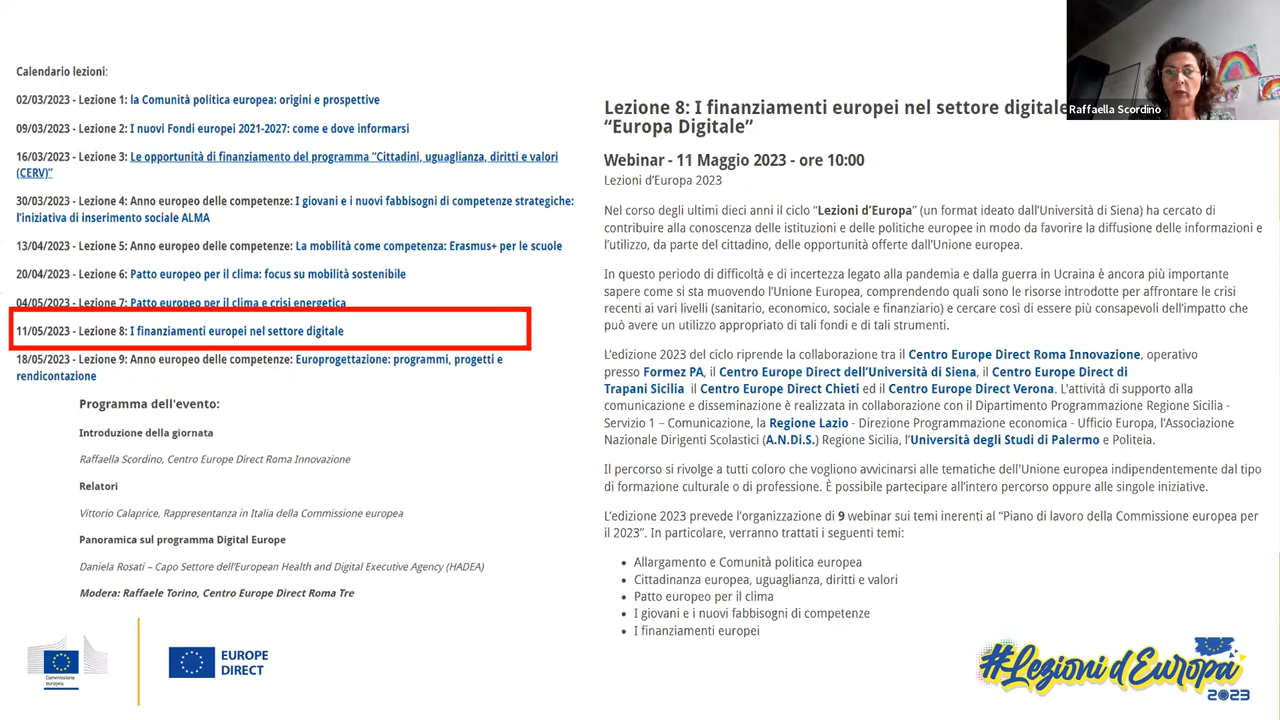 Calendario lezioni:
02/03/2023 - Lezione 1: la Comunità politica europea: origini e prospettive
09/03/2023 - Lezione 2: I nuovi Fondi europei 2021-2027: come e dove informarsi
16/03/2023 - Lezione 3: Le opportunità di finanziamento del programma "Cittadini, uguaglianza, diritti e valori
(CERV)"
30/03/2023 - Lezione 4: Anno europeo delle competenze: I giovani e i nuovi fabbisogni di competenze strategiche:
l'iniziativa di inserimento sociale ALMA
13/04/2023 - Lezione 5: Anno europeo delle competenze: La mobilità come competenza: Erasmus+ per le scuole
20/04/2023 - Lezione 6: Patto europeo per il clima: focus su mobilità sostenibile
04/05/2023 - Lezione 7: Patto europeo per il clima e crisi energetica
11/05/2023 - Lezione 8: I finanziamenti europei nel settore digitale
18/05/2023 - Lezione 9: Anno europeo delle competenze: Europrogettazione: programmi, progetti e
rendicontazione
Programma dell'evento:
Introduzione della giornata
Raffaella Scordino, Centro Europe Direct Roma Innovazione
Relatori
Vittorio Calaprice, Rappresentanza in Italia della Commissione europea
Panoramica sul programma Digital Europe
Daniela Rosati – Capo Settore dell'European Health and Digital Executive Agency (HADEA)
Modera: Raffaele Torino, Centro Europe Direct Roma Tre
Commissione
europea
EUROPE
DIRECT
Raffaella Scordino
Lezione 8: I finanziamenti europei nel settore digitale
"Europa Digitale"
Webinar - 11 Maggio 2023 - ore 10:00
Lezioni d'Europa 2023
Nel corso degli ultimi dieci anni il ciclo "Lezioni d'Europa" (un format ideato dall'Università di Siena) ha cercato di
contribuire alla conoscenza delle istituzioni e delle politiche europee in modo da favorire la diffusione delle informazioni e
l'utilizzo, da parte del cittadino, delle opportunità offerte dall'Unione europea.
In questo periodo di difficoltà e di incertezza legato alla pandemia e dalla guerra in Ucraina è ancora più importante
sapere come si sta muovendo l'Unione Europea, comprendendo quali sono le risorse introdotte per affrontare le crisi
recenti ai vari livelli (sanitario, economico, sociale e finanziario) e cercare così di essere più consapevoli dell'impatto che
può avere un utilizzo appropriato di tali fondi e di tali strumenti.
L'edizione 2023 del ciclo riprende la collaborazione tra il Centro Europe Direct Roma Innovazione, operativo
presso Formez PA, il Centro Europe Direct dell'Università di Siena, il Centro Europe Direct di
Trapani Sicilia il Centro Europe Direct Chieti ed il Centro Europe Direct Verona. L'attività di supporto alla
comunicazione e disseminazione è realizzata in collaborazione con il Dipartimento Programmazione Regione Sicilia -
Servizio 1 – Comunicazione, la Regione Lazio - Direzione Programmazione economica - Ufficio Europa, l'Associazione
Nazionale Dirigenti Scolastici (A.N.Di.S.) Regione Sicilia, l'Università degli Studi di Palermo e Politeia.
Il percorso si rivolge a tutti coloro che vogliono avvicinarsi alle tematiche dell'Unione europea indipendentemente dal tipo
di formazione culturale o di professione. È possibile partecipare all'intero percorso oppure alle singole iniziative.
L'edizione 2023 prevede l'organizzazione di 9 webinar sui temi inerenti al "Piano di lavoro della Commissione europea per
il 2023". In particolare, verranno trattati i seguenti temi:
• Allargamento e Comunità politica europea
• Cittadinanza europea, uguaglianza, diritti e valori
• Patto europeo per il clima
• I giovani e i nuovi fabbisogni di competenze
• I finanziamenti europei
#Lezioni d'Europa
2023